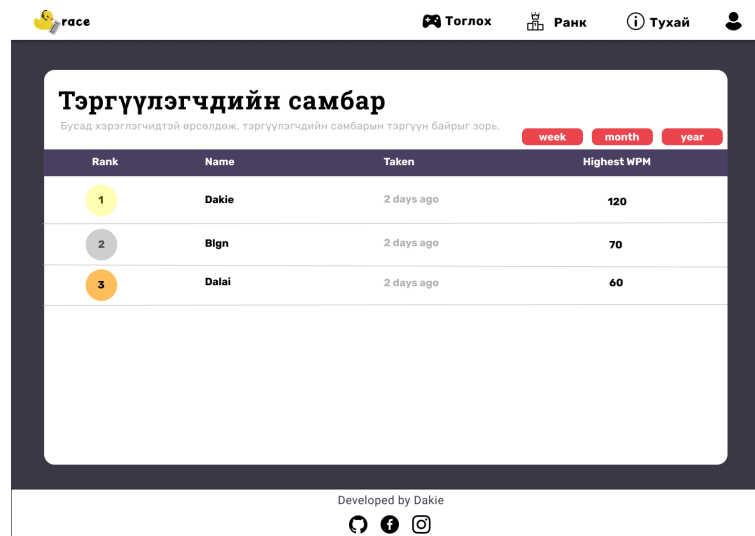 race
Тоглох
Ранк
Тухай
Тэргүүлэгчдийн самбар
Бусад хэрэглэгчидтэй өрсөлдөж, тэргүүлэгчдийн самбарын тэргүүн байрыг зорь.
week month year
Rank Name Taken Highest WPM
1 Dakie 2 days ago 120
2 Blgn 2 days ago 70
3 Dalai 2 days ago 60
Developed by Dakie